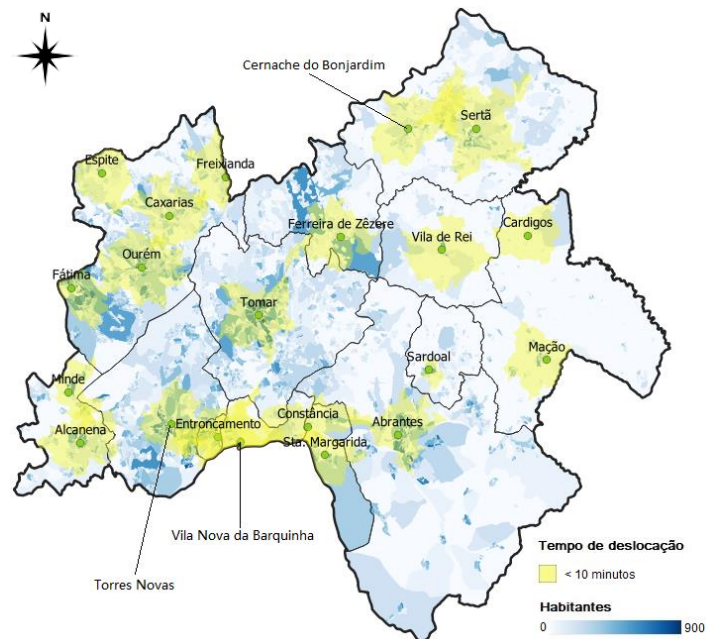 N
Cernache do Bonjardim
Sertã
Espite
Freixianda
Caxarias
Ferreira de Zêzere
Cardigos
Vila de Rei
Ourém
Fátima
Tomar
Sardoal
Mação
Minde
Constância
Entroncamento
Abrantes
Alcanena
Sta. Margarida
Vila Nova da Barquinha
Torres Novas
Tempo de deslocação
< 10 minutos
Habitantes
0 900